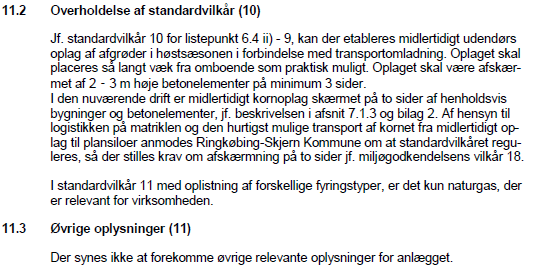 11.2 Overholdelse af standardvilkår (10)
Jf. standardvilkår 10 for listepunkt 6.4 ii) - 9, kan der etableres midlertidigt udendørs
oplag af afgrøder i høstsæsonen i forbindelse med transportomladning. Oplaget skal
placeres så langt væk fra omboende som praktisk muligt. Oplaget skal være afskær-
met af 2 - 3 m høje betonelementer på minimum 3 sider.
I den nuværende drift er midlertidigt kornoplag skærmet på to sider af henholdsvis
bygninger og betonelementer, jf. beskrivelsen i afsnit 7.1.3 og bilag 2. Af hensyn til
logistikken på matriklen og den hurtigst mulige transport af kornet fra midlertidigt op-
lag til plansiloer anmodes Ringkøbing-Skjern Kommune om at standardvilkåret regu-
leres, så der stilles krav om afskærmning på to sider jf. miljøgodkendelsens vilkår 18.
I standardvilkår 11 med oplistning af forskellige fyringstyper, er det kun naturgas, der
er relevant for virksomheden.
11.3 Øvrige oplysninger (11)
Der synes ikke at forekomme øvrige relevante oplysninger for anlægget.